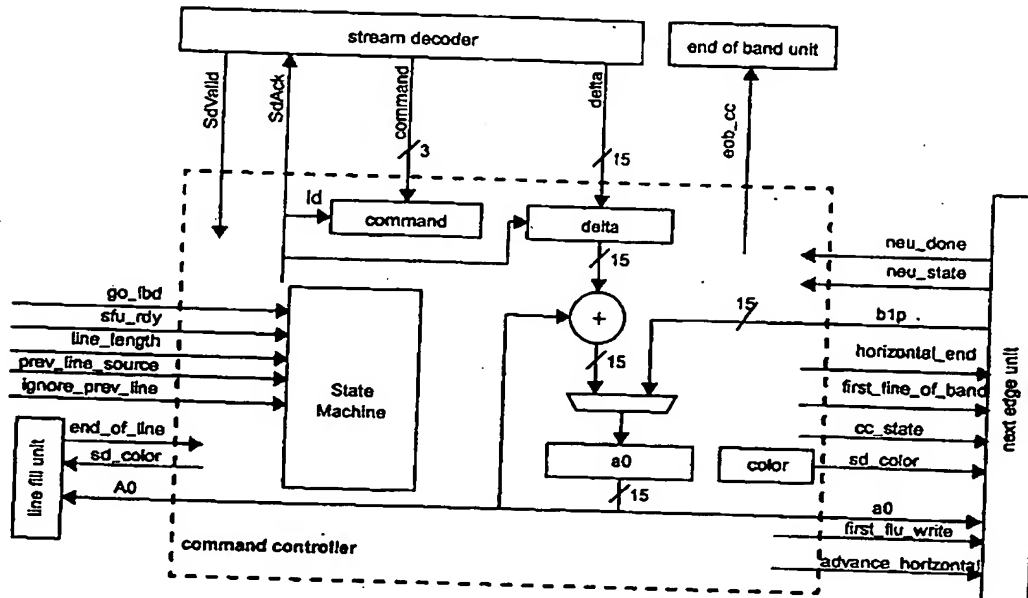 stream decoder
end of band unit
SdValid
SdAck
command
delta
eob_cc
3
15
ld
command
delta
15
neu_done
neu_state
go_fbd
sfu_rdy
line_length
prev_line_source
ignore_prev_line
State
Machine
+
15
b1p
15
horizontal_end
first_line_of_band
cc_state
sd_color
next edge unit
line fill unit
end_of_line
sd_color
A0
a0
color
15
a0
first_flu_write
advance_horizontal
command controller